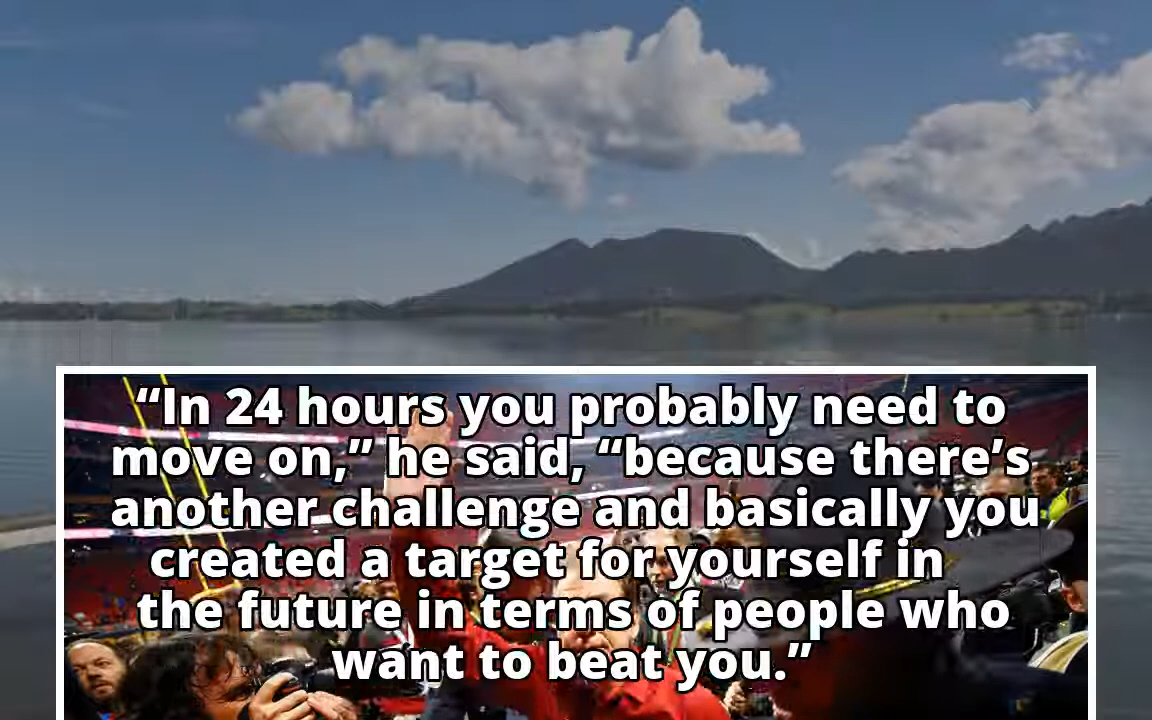 “In 24 hours you probably need to
move on,” he said, “because there’s
another challenge and basically you
created a target for yourself in
the future in terms of people who
want to beat you.”